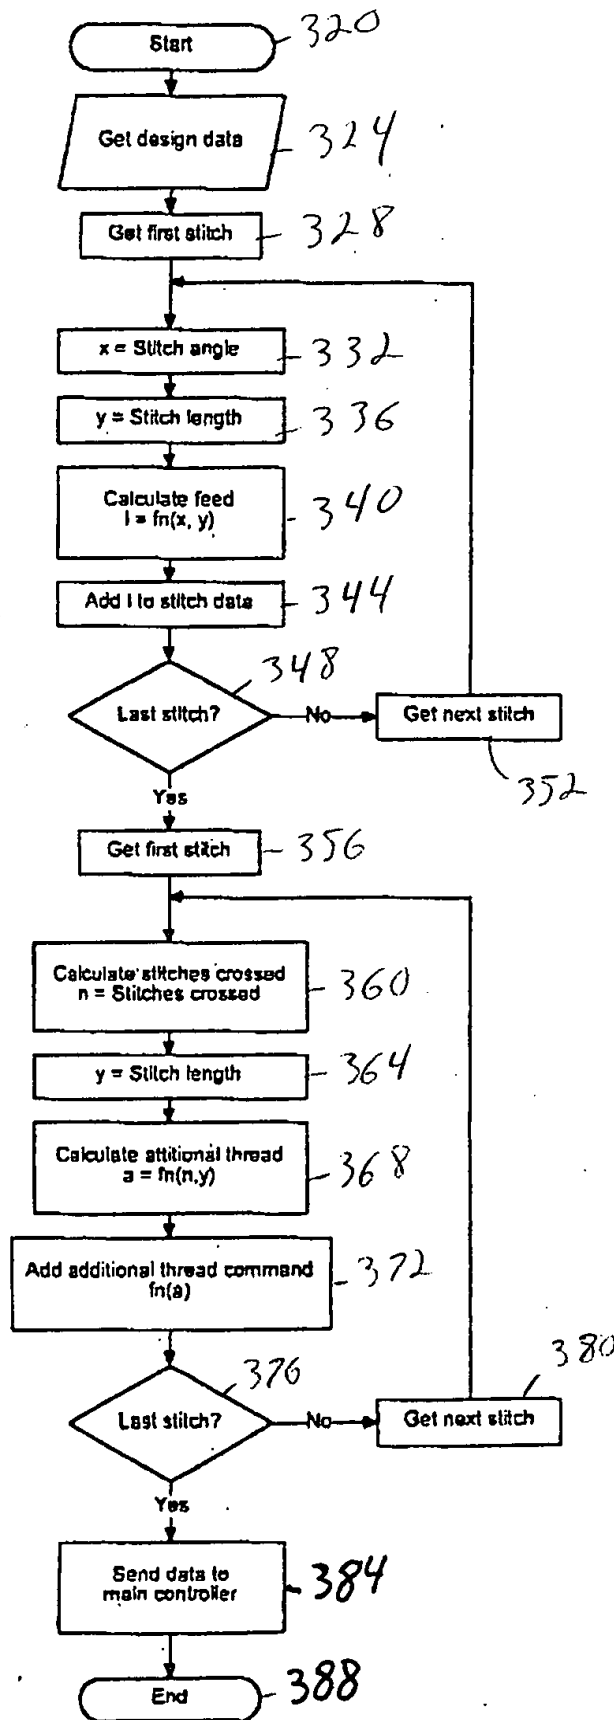 Start
320
Get design data
324
Get first stitch
328
x = Stitch angle
332
y = Stitch length
336
Calculate feed
l = fn(x, y)
340
Add l to stitch data
344
348
Last stitch?
No
Get next stitch
352
Yes
Get first stitch
356
Calculate stitches crossed
n = Stitches crossed
360
y = Stitch length
364
Calculate attitional thread
a = fn(n,y)
368
Add additional thread command
fn(a)
372
376
380
Last stitch?
No
Get next stitch
Yes
Send data to
main controller
384
End
388